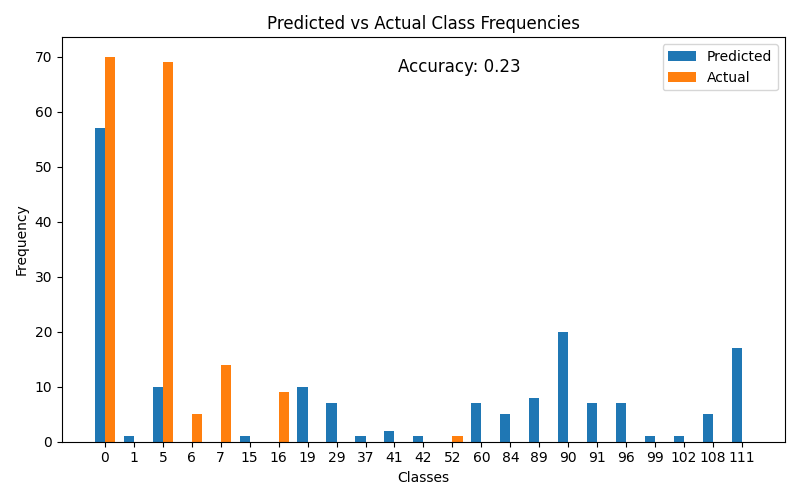 Predicted vs Actual Class Frequencies
Accuracy: 0.23
Predicted
Actual
Frequency
70
60
50
40
30
20
10
0
0 1 5 6 7 15 16 19 29 37 41 42 52 60 84 89 90 91 96 99 102 108 111
Classes